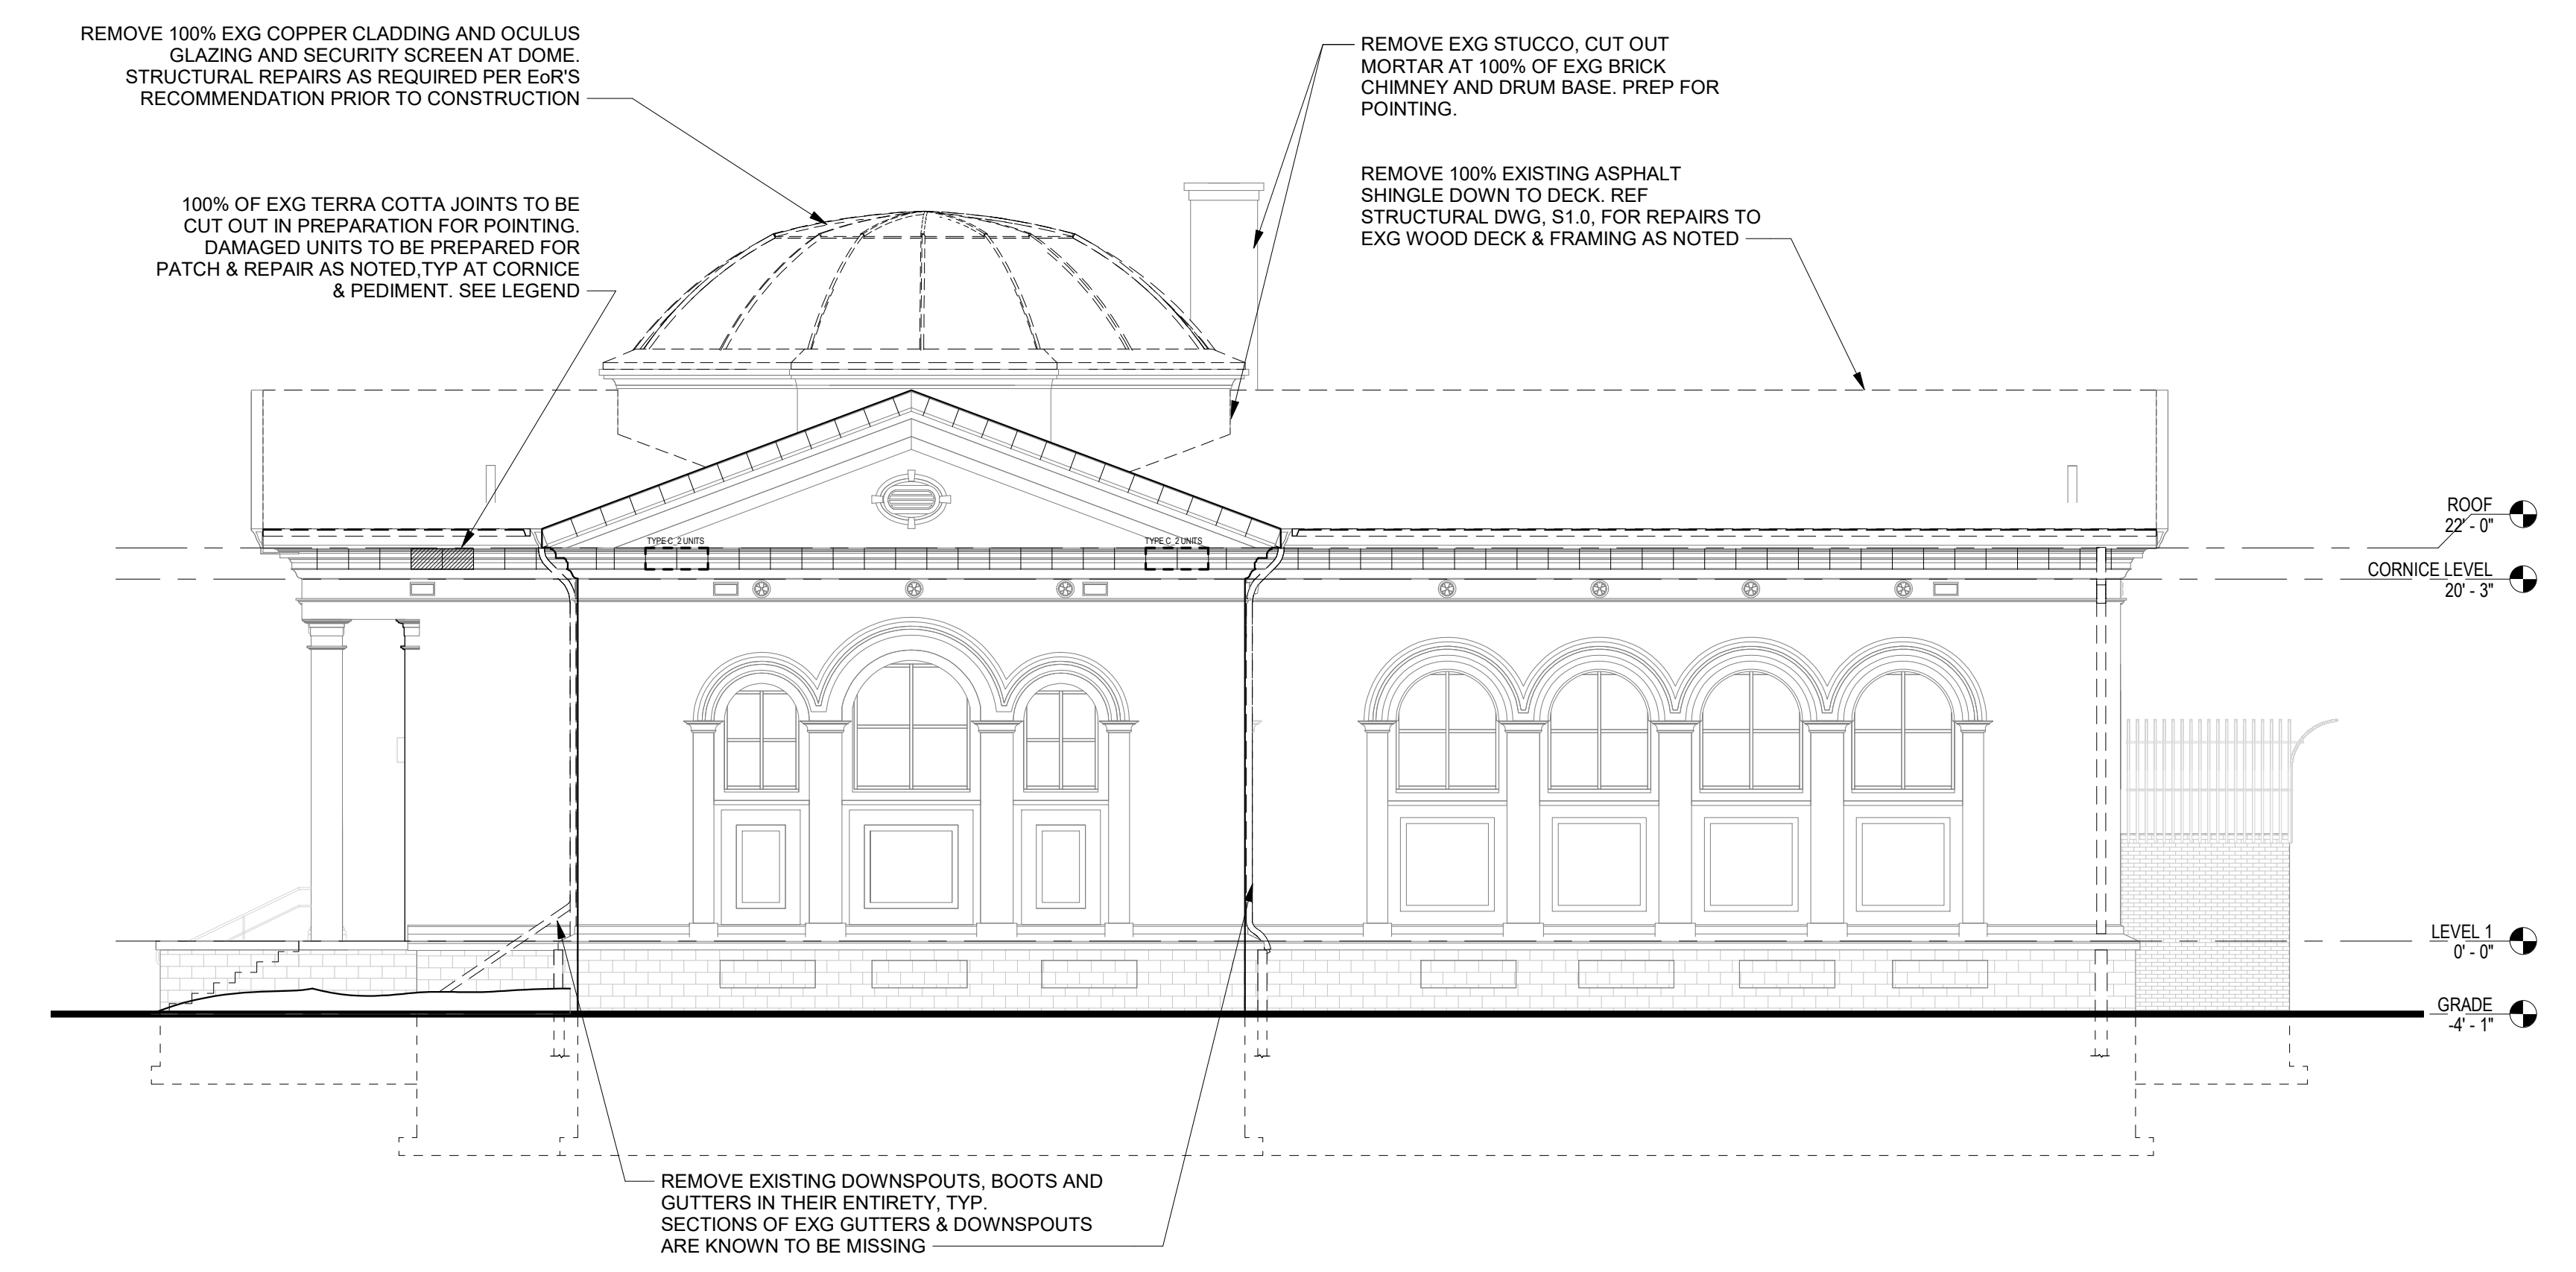 REMOVE 100% EXG COPPER CLADDING AND OCULUS
GLAZING AND SECURITY SCREEN AT DOME.
STRUCTURAL REPAIRS AS REQUIRED PER EoR'S
RECOMMENDATION PRIOR TO CONSTRUCTION
REMOVE EXG STUCCO, CUT OUT
MORTAR AT 100% OF EXG BRICK
CHIMNEY AND DRUM BASE. PREP FOR
POINTING.
100% OF EXG TERRA COTTA JOINTS TO BE
CUT OUT IN PREPARATION FOR POINTING.
DAMAGED UNITS TO BE PREPARED FOR
PATCH & REPAIR AS NOTED,TYP AT CORNICE
& PEDIMENT. SEE LEGEND
REMOVE 100% EXISTING ASPHALT
SHINGLE DOWN TO DECK. REF
STRUCTURAL DWG, S1.0, FOR REPAIRS TO
EXG WOOD DECK & FRAMING AS NOTED
TYPE C_2 UNITS
TYPE C_2 UNITS
ROOF
22' - 0"
CORNICE LEVEL
20' - 3"
LEVEL 1
0' - 0"
GRADE
-4' - 1"
REMOVE EXISTING DOWNSPOUTS, BOOTS AND
GUTTERS IN THEIR ENTIRETY, TYP.
SECTIONS OF EXG GUTTERS & DOWNSPOUTS
ARE KNOWN TO BE MISSING